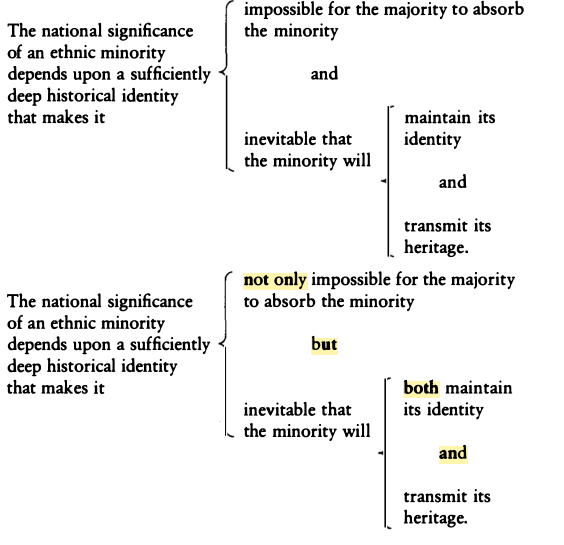 The national significance
of an ethnic minority
depends upon a sufficiently
deep historical identity
that makes it
impossible for the majority to absorb
the minority
and
inevitable that
the minority will
maintain its
identity
and
transmit its
heritage.
The national significance
of an ethnic minority
depends upon a sufficiently
deep historical identity
that makes it
not only impossible for the majority
to absorb the minority
but
inevitable that
the minority will
both maintain
its identity
and
transmit its
heritage.